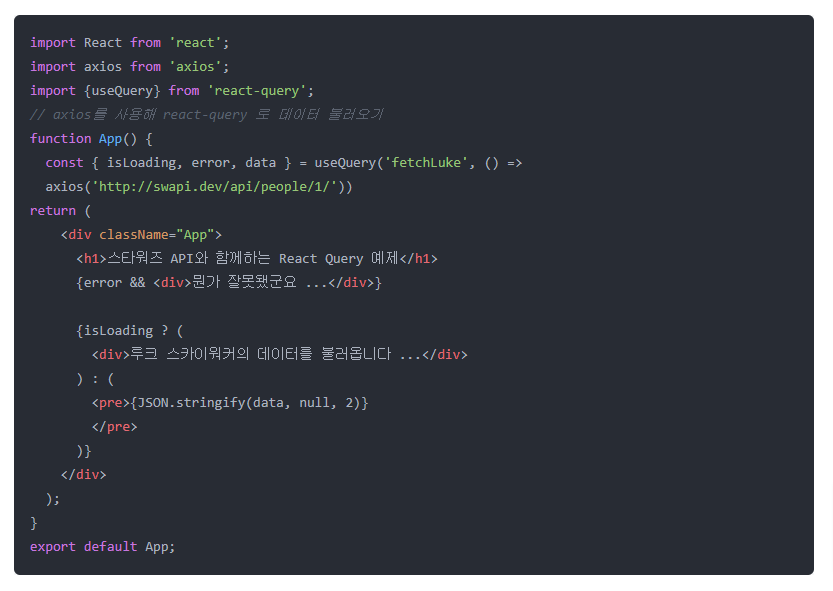 import React from 'react';
import axios from 'axios';
import {useQuery} from 'react-query';
// axios를 사용해 react-query 로 데이터 불러오기
function App() {
  const { isLoading, error, data } = useQuery('fetchLuke', () =>
  axios('http://swapi.dev/api/people/1/'))
return (
    <div className="App">
      <h1>스타워즈 API와 함께하는 React Query 예제</h1>
      {error && <div>뭔가 잘못됐군요 ...</div>}

      {isLoading ? (
        <div>루크 스카이워커의 데이터를 불러옵니다 ...</div>
      ) : (
        <pre>{JSON.stringify(data, null, 2)}
        </pre>
      )}
    </div>
  );
}
export default App;